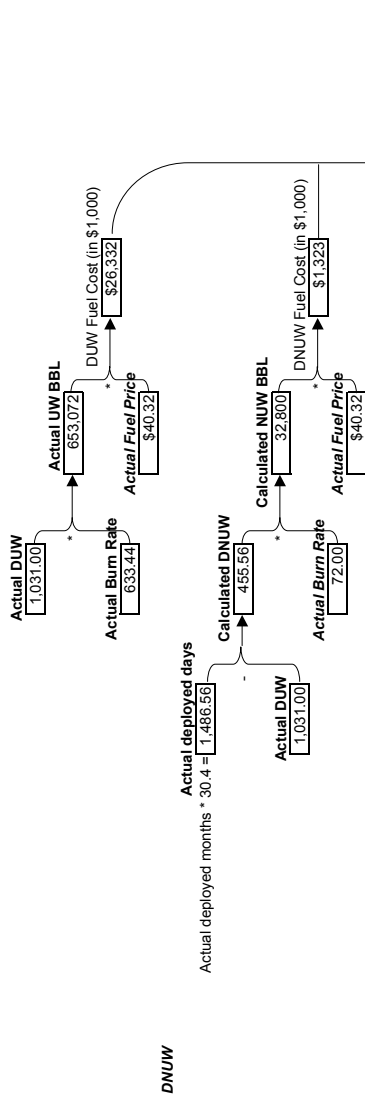 Actual DUW
1,031.00
*
Actual Burn Rate
633.44
Actual UW BBL
653,072
*
Actual Fuel Price
$40.32
DUW Fuel Cost (in $1,000)
$26,332
DNUW
Actual deployed days
Actual deployed months * 30.4 = 1,486.56
-
Actual DUW
1,031.00
Calculated DNUW
455.56
*
Actual Burn Rate
72.00
Calculated NUW BBL
32,800
*
Actual Fuel Price
$40.32
DNUW Fuel Cost (in $1,000)
$1,323